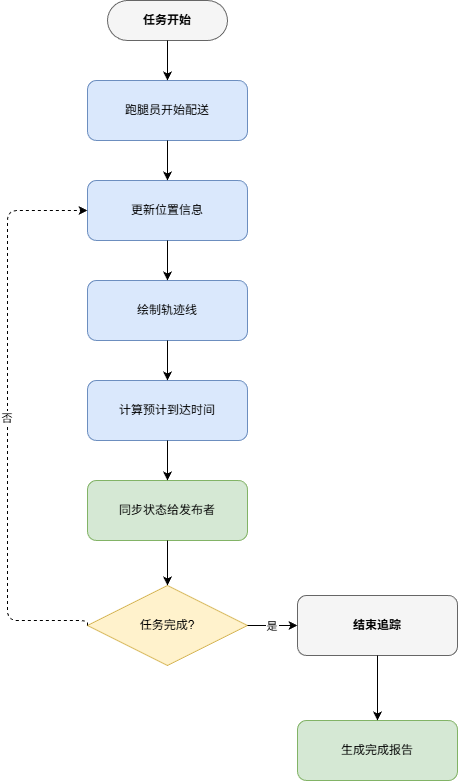 任务开始
跑腿员开始配送
更新位置信息
绘制轨迹线
计算预计到达时间
否
同步状态给发布者
任务完成?
是
结束追踪
生成完成报告